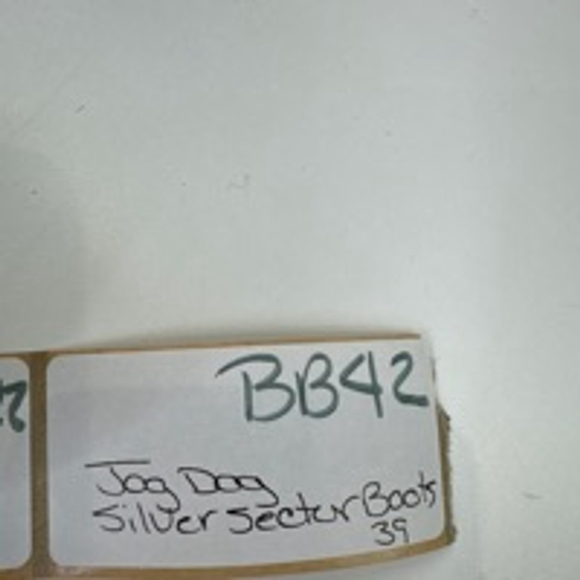 BB42
Jog Dog
Silver Sector Boots
39